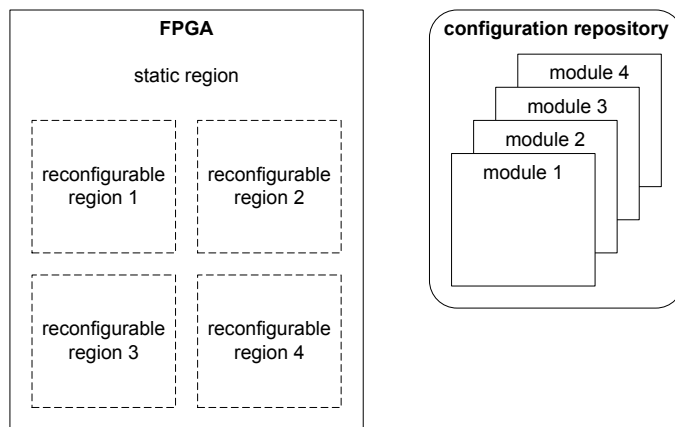 FPGA
static region
reconfigurable
region 1
reconfigurable
region 2
reconfigurable
region 3
reconfigurable
region 4
configuration repository
module 4
module 3
module 2
module 1